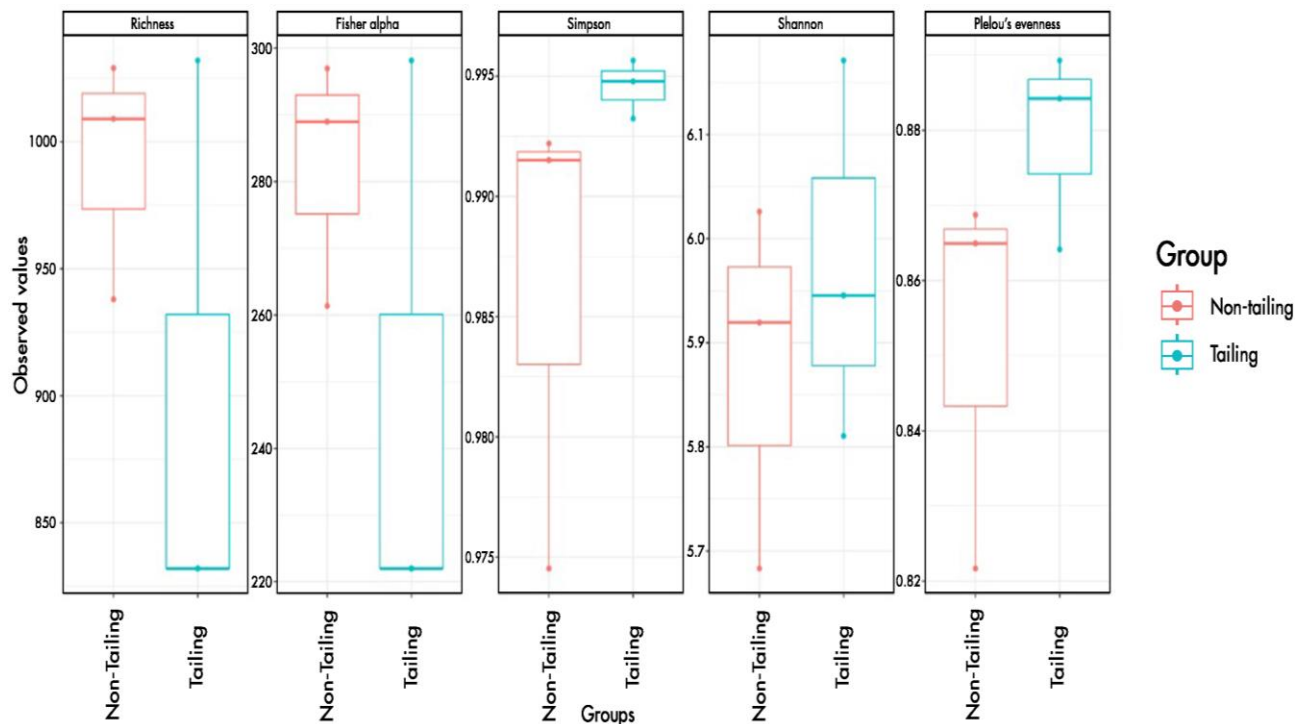 Richness
Fisher alpha
Simpson
Shannon
Plelou's evenness
Observed values
1000
950
900
850
300
280
260
240
220
0.995
0.990
0.985
0.980
0.975
6.1
6.0
5.9
5.8
5.7
0.88
0.86
0.84
0.82
Non-Tailing
Tailing
Non-Tailing
Tailing
Non-Tailing
Tailing
Non-Tailing
Tailing
Non-Tailing
Tailing
Groups
Group
Non-tailing
Tailing